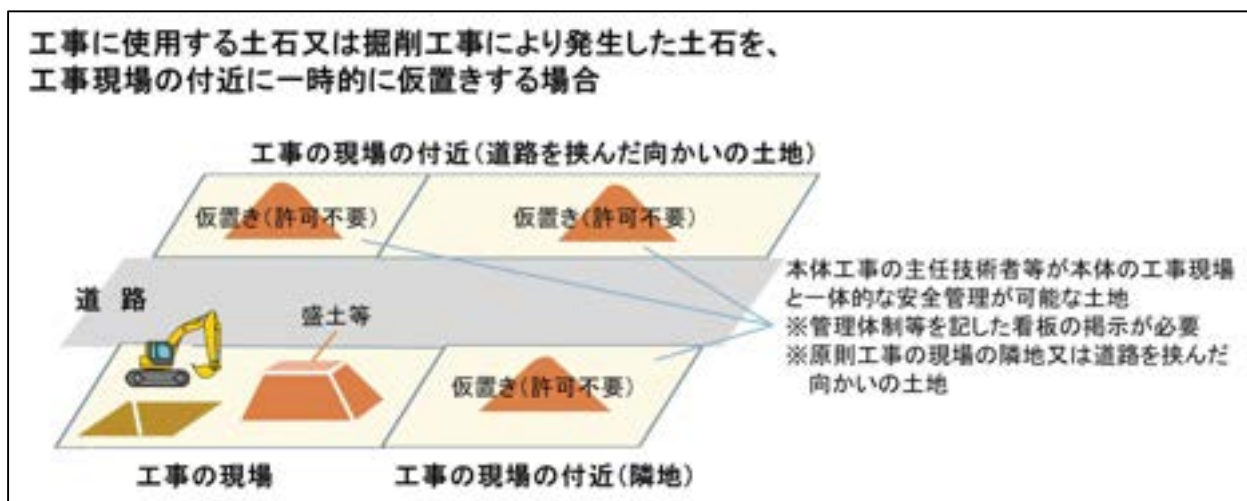 工事に使用する土石又は掘削工事により発生した土石を、
工事現場の付近に一時的に仮置きする場合
工事の現場の付近(道路を挟んだ向かいの土地)
仮置き(許可不要)
仮置き(許可不要)
道 路
盛土等
本体工事の主任技術者等が本体の工事現場
と一体的な安全管理が可能な土地
※管理体制等を記した看板の掲示が必要
※原則工事の現場の隣地又は道路を挟んだ
向かいの土地
仮置き(許可不要)
工事の現場
工事の現場の付近(隣地)